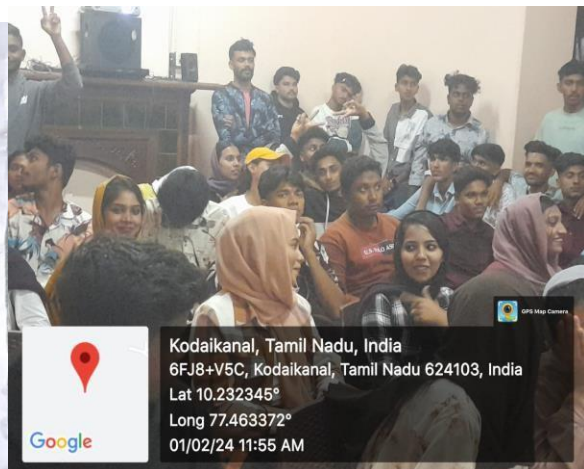 GPS Map Camera
Kodaikanal, Tamil Nadu, India
6FJ8+V5C, Kodaikanal, Tamil Nadu 624103, India
Lat 10.232345°
Long 77.463372°
01/02/24 11:55 AM
Google